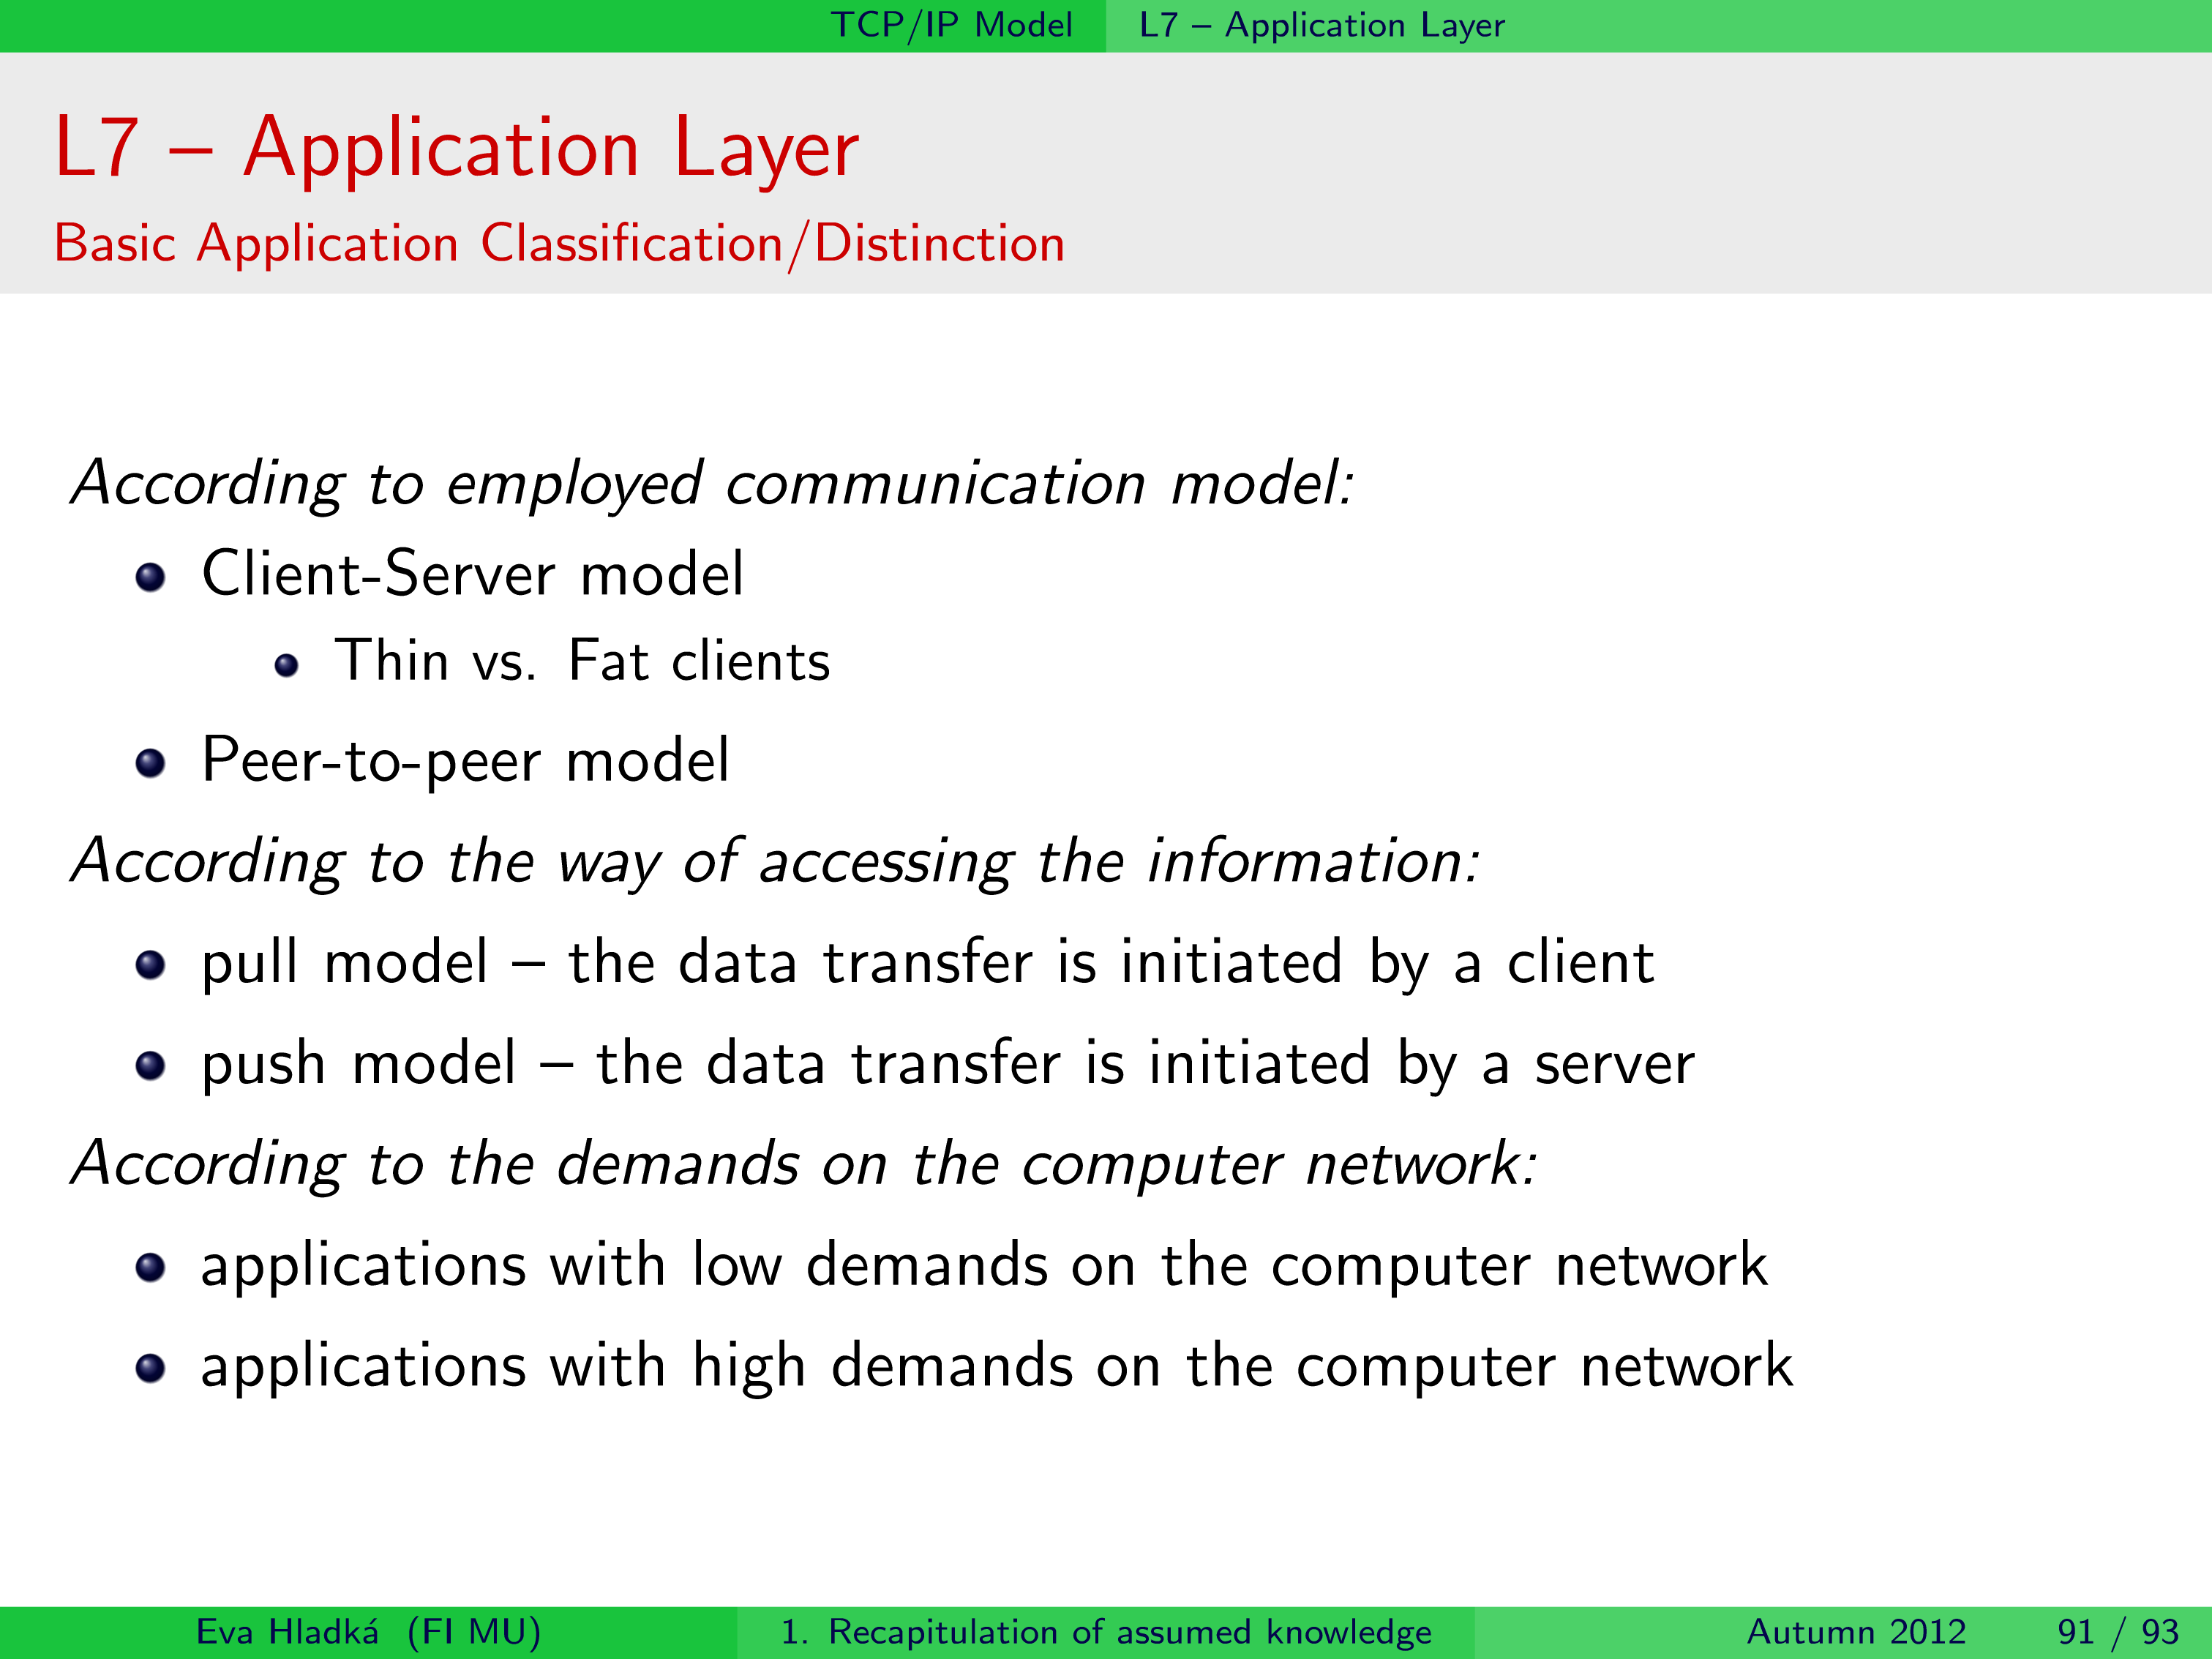 TCP/IP Model L7 – Application Layer
L7 – Application Layer
Basic Application Classification/Distinction
According to employed communication model:
Client-Server model
Thin vs. Fat clients
Peer-to-peer model
According to the way of accessing the information:
pull model – the data transfer is initiated by a client
push model – the data transfer is initiated by a server
According to the demands on the computer network:
applications with low demands on the computer network
applications with high demands on the computer network
Eva Hladká (FI MU) 1. Recapitulation of assumed knowledge Autumn 2012 91 / 93